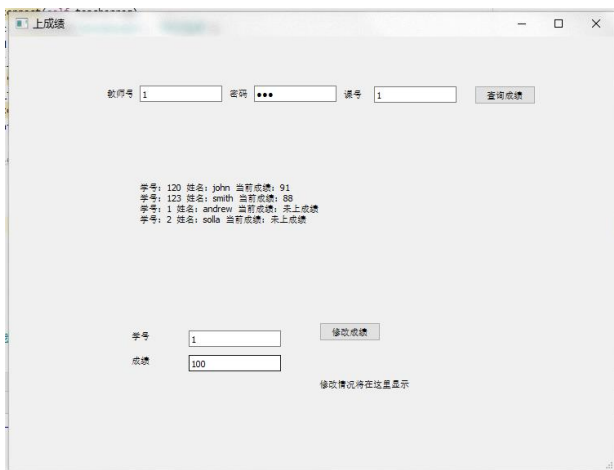 上成绩
教师号 1 密码 ●●● 课号 1 查询成绩
学号：120 姓名：john 当前成绩：91
学号：123 姓名：smith 当前成绩：88
学号：1 姓名：andrew 当前成绩：未上成绩
学号：2 姓名：solla 当前成绩：未上成绩
学号 1 修改成绩
成绩 100
修改情况将在这里显示